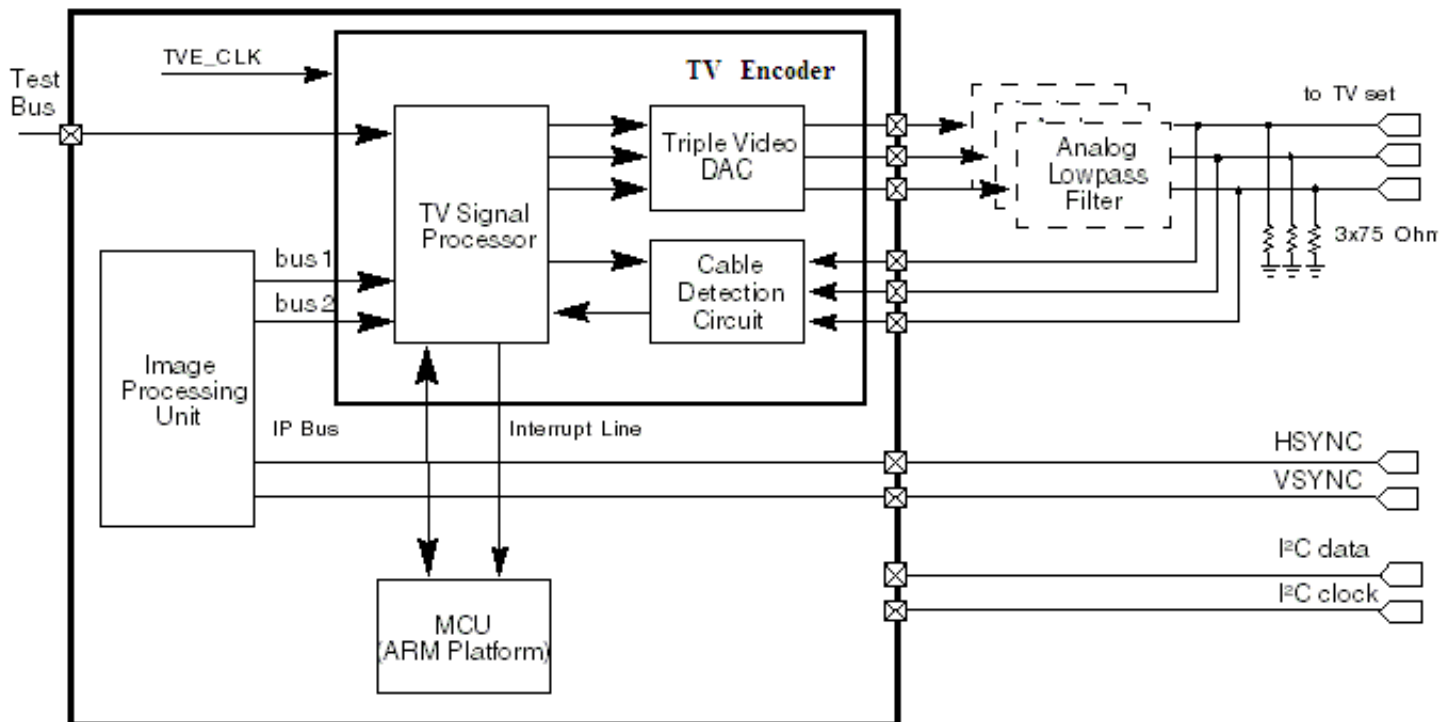 TVE_CLK
TV Encoder
Test
Bus
to TV set
Triple Video
DAC
Analog
Lowpass
Filter
TV Signal
Processor
3x75 Ohm
bus 1
bus 2
Cable
Detection
Circuit
Image
Processing
Unit
IP Bus
Interrupt Line
HSYNC
VSYNC
I²C data
I²C clock
MCU
(ARM Platform)